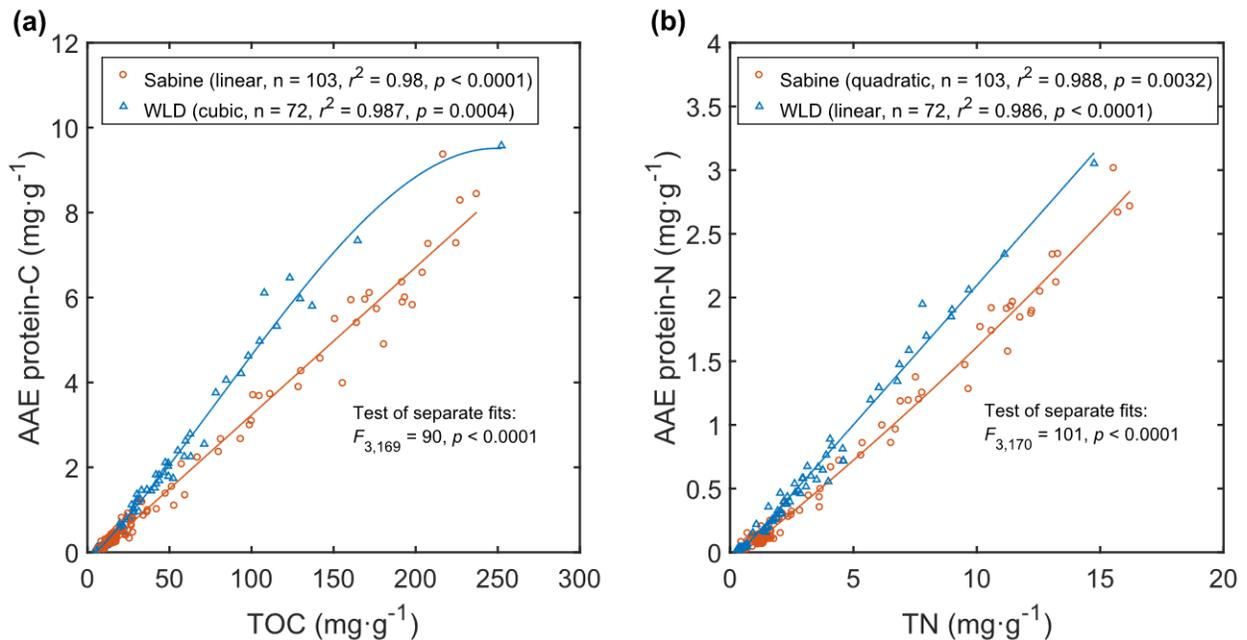 (a)
12
10
8
6
4
2
0
AAE protein-C (mg·g⁻¹)
Sabine (linear, n = 103, r² = 0.98, p < 0.0001)
WLD (cubic, n = 72, r² = 0.987, p = 0.0004)
Test of separate fits:
F₃,₁₆₉ = 90, p < 0.0001
0 50 100 150 200 250 300
TOC (mg·g⁻¹)
(b)
4
3.5
3
2.5
2
1.5
1
0.5
0
AAE protein-N (mg·g⁻¹)
Sabine (quadratic, n = 103, r² = 0.988, p = 0.0032)
WLD (linear, n = 72, r² = 0.986, p < 0.0001)
Test of separate fits:
F₃,₁₇₀ = 101, p < 0.0001
0 5 10 15 20
TN (mg·g⁻¹)